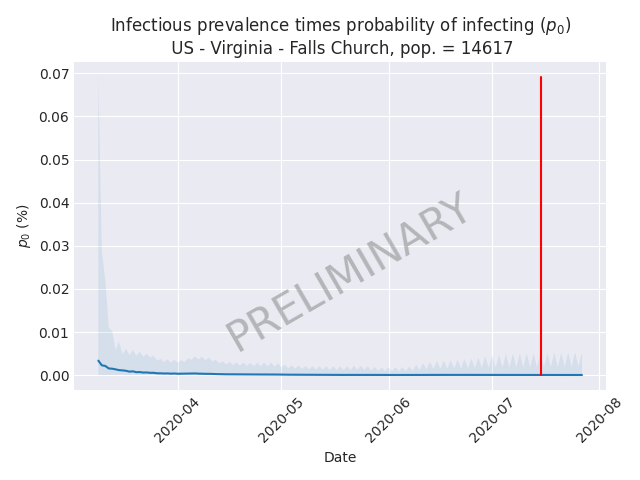 Infectious prevalence times probability of infecting (p₀)
US - Virginia - Falls Church, pop. = 14617
0.07
0.06
0.05
0.04
0.03
0.02
0.01
0.00
p₀ (%)
PRELIMINARY
2020-04
2020-05
2020-06
2020-07
2020-08
Date